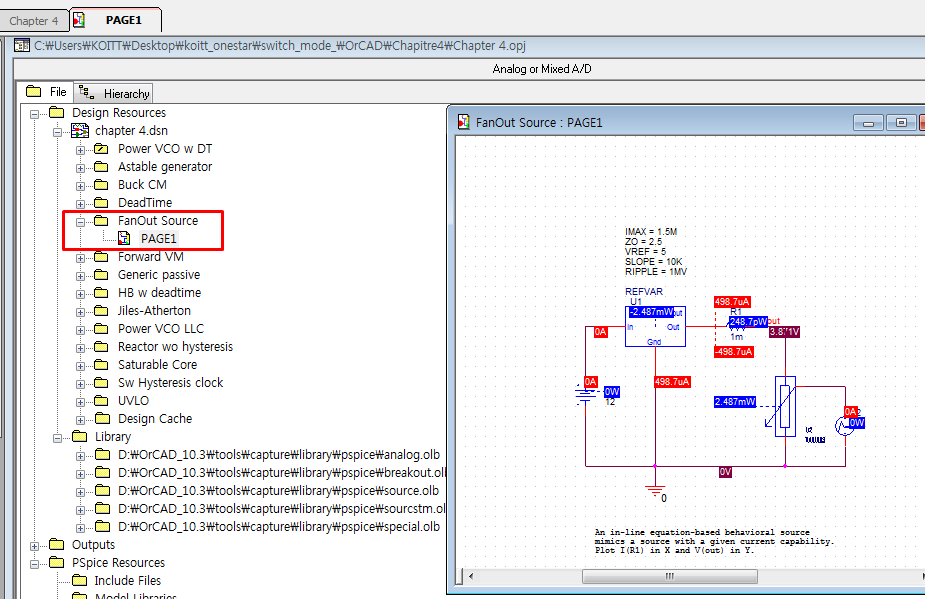 Chapter 4
PAGE1
C:₩Users₩KOITT₩Desktop₩koitt_onestar₩switch_mode_₩OrCAD₩Chapitre4₩Chapter 4.opj
Analog or Mixed A/D
File
Hierarchy
Design Resources
chapter 4.dsn
Power VCO w DT
Astable generator
Buck CM
DeadTime
FanOut Source
PAGE1
Forward VM
Generic passive
HB w deadtime
Jiles-Atherton
Power VCO LLC
Reactor wo hysteresis
Saturable Core
Sw Hysteresis clock
UVLO
Design Cache
Library
D:₩OrCAD_10.3₩tools₩capture₩library₩pspice₩analog.olb
D:₩OrCAD_10.3₩tools₩capture₩library₩pspice₩breakout.olb
D:₩OrCAD_10.3₩tools₩capture₩library₩pspice₩source.olb
D:₩OrCAD_10.3₩tools₩capture₩library₩pspice₩sourcstm.ol
D:₩OrCAD_10.3₩tools₩capture₩library₩pspice₩special.olb
Outputs
PSpice Resources
Include Files
Model Libraries
FanOut Source : PAGE1
IMAX = 1.5M
ZO = 2.5
VREF = 5
SLOPE = 10K
RIPPLE = 1MV
REFVAR
U1
-2.487mW
out
In
Out
Gnd
498.7uA
R1
248.7pW
out
1m
-498.7uA
0A
0A
0W
12
498.7uA
2.487mW
0A
0W
0V
0
An in-line equation-based behavioral source
mimics a source with a given current capability.
Plot I(R1) in X and V(out) in Y.